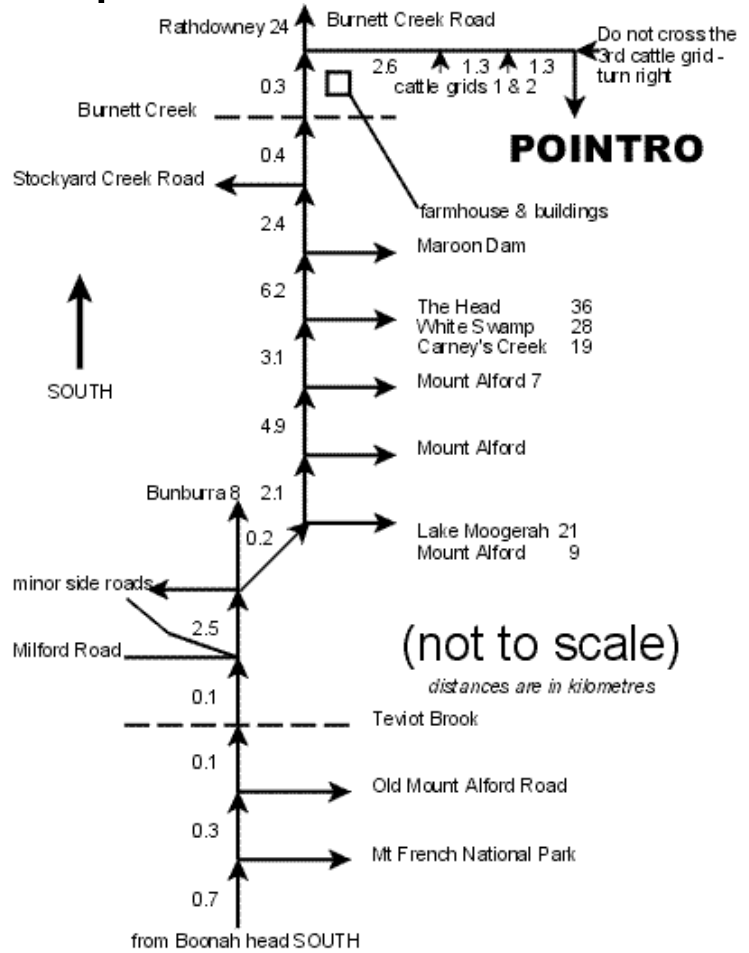 Rathdowney 24
Burnett Creek Road
Do not cross the
3rd cattle grid -
turn right
2.6
1.3
1.3
cattle grids 1 & 2
0.3
Burnett Creek
POINTRO
0.4
Stockyard Creek Road
farmhouse & buildings
2.4
Maroon Dam
6.2
The Head 36
White Swamp 28
Carney's Creek 19
SOUTH
3.1
Mount Alford 7
4.9
Mount Alford
Bunburra 8
2.1
0.2
Lake Moogerah 21
Mount Alford 9
minor side roads
2.5
Milford Road
(not to scale)
distances are in kilometres
0.1
Teviot Brook
0.1
Old Mount Alford Road
0.3
Mt French National Park
0.7
from Boonah head SOUTH